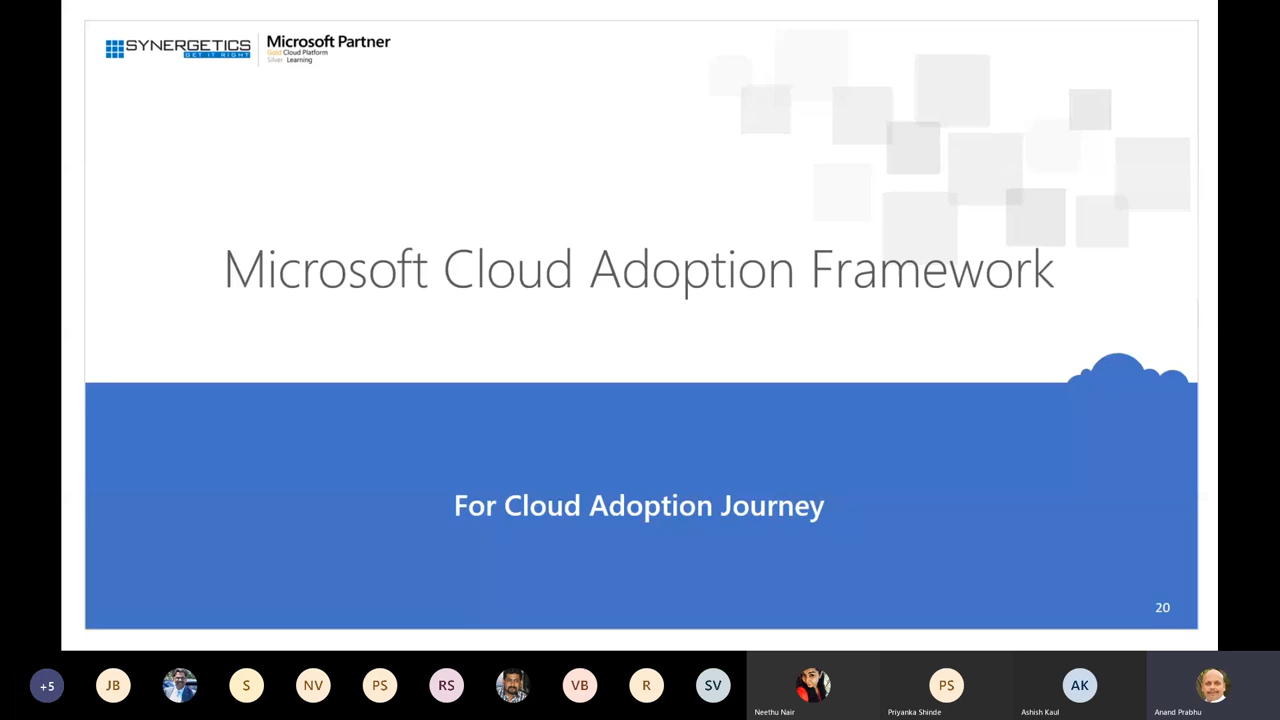 SYNERGETICS
GET IT RIGHT
Microsoft Partner
Gold Cloud Platform
Silver Learning
Microsoft Cloud Adoption Framework
For Cloud Adoption Journey
20
+5
JB
S
NV
PS
RS
VB
R
SV
Neethu Nair
PS
Priyanka Shinde
AK
Ashish Kaul
Anand Prabhu